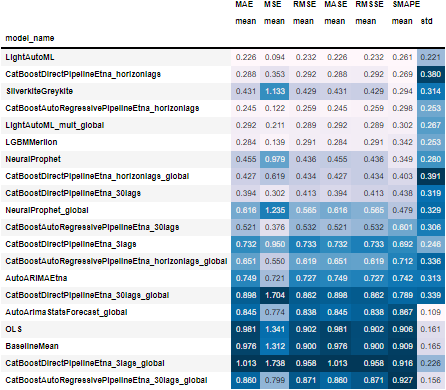 MAE MSE RMSE MASE RMSSE SMAPE
mean mean mean mean mean mean std
model_name
LightAutoML 0.226 0.094 0.232 0.226 0.232 0.261 0.221
CatBoostDirectPipelineEtna_horizonlags 0.288 0.353 0.292 0.288 0.292 0.269 0.380
SilverkiteGreykite 0.431 1.133 0.429 0.431 0.429 0.294 0.314
CatBoostAutoRegressivePipelineEtna_horizonlags 0.245 0.122 0.259 0.245 0.259 0.298 0.253
LightAutoML_mult_global 0.292 0.211 0.289 0.292 0.289 0.302 0.267
LGBMMerlion 0.284 0.139 0.291 0.284 0.291 0.342 0.253
NeuralProphet 0.455 0.979 0.436 0.455 0.436 0.349 0.280
CatBoostDirectPipelineEtna_horizonlags_global 0.427 0.619 0.434 0.427 0.434 0.403 0.391
CatBoostDirectPipelineEtna_30lags 0.394 0.302 0.413 0.394 0.413 0.438 0.319
NeuralProphet_global 0.616 1.235 0.565 0.616 0.565 0.479 0.329
CatBoostAutoRegressivePipelineEtna_30lags 0.521 0.376 0.532 0.521 0.532 0.601 0.306
CatBoostDirectPipelineEtna_3lags 0.732 0.950 0.733 0.732 0.733 0.692 0.246
CatBoostAutoRegressivePipelineEtna_horizonlags_global 0.651 0.550 0.619 0.651 0.619 0.712 0.336
AutoARIMAEtna 0.749 0.721 0.727 0.749 0.727 0.742 0.313
CatBoostDirectPipelineEtna_30lags_global 0.898 1.704 0.862 0.898 0.862 0.789 0.339
AutoArimaStatsForecast_global 0.845 0.774 0.838 0.845 0.838 0.867 0.109
OLS 0.981 1.341 0.902 0.981 0.902 0.906 0.161
BaselineMean 0.976 1.312 0.900 0.976 0.900 0.909 0.165
CatBoostDirectPipelineEtna_3lags_global 1.013 1.738 0.958 1.013 0.958 0.916 0.226
CatBoostAutoRegressivePipelineEtna_30lags_global 0.860 0.799 0.871 0.860 0.871 0.927 0.156